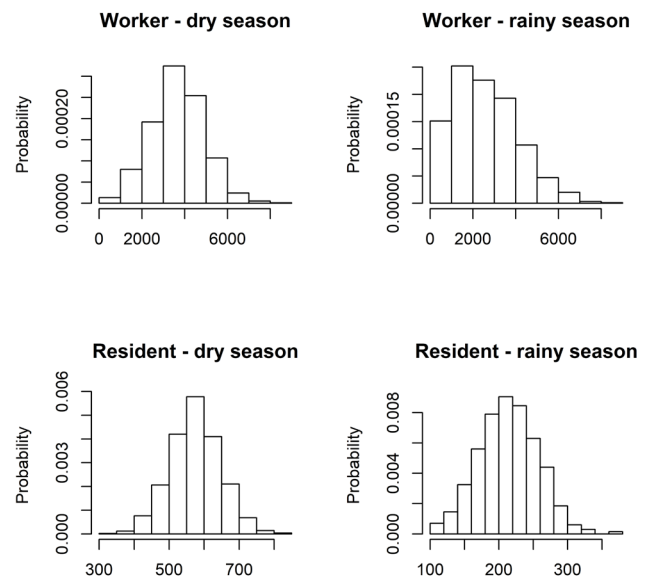 Worker - dry season
Probability
0.00000
0.00020
0
2000
6000
Worker - rainy season
Probability
0.00000
0.00015
0
2000
6000
Resident - dry season
Probability
0.000
0.003
0.006
300
500
700
Resident - rainy season
Probability
0.000
0.004
0.008
100
200
300